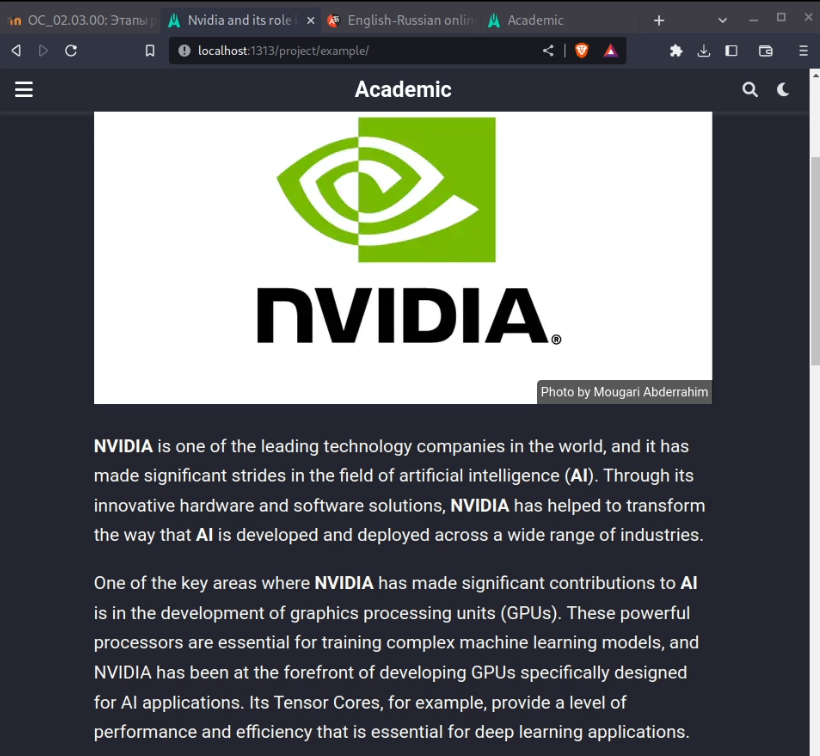 ОС_02.03.00: Этапы р
Nvidia and its role i
English-Russian onlin
Academic
localhost:1313/project/example/
Academic
NVIDIA®
Photo by Mougari Abderrahim
NVIDIA is one of the leading technology companies in the world, and it has
made significant strides in the field of artificial intelligence (AI). Through its
innovative hardware and software solutions, NVIDIA has helped to transform
the way that AI is developed and deployed across a wide range of industries.
One of the key areas where NVIDIA has made significant contributions to AI
is in the development of graphics processing units (GPUs). These powerful
processors are essential for training complex machine learning models, and
NVIDIA has been at the forefront of developing GPUs specifically designed
for AI applications. Its Tensor Cores, for example, provide a level of
performance and efficiency that is essential for deep learning applications.